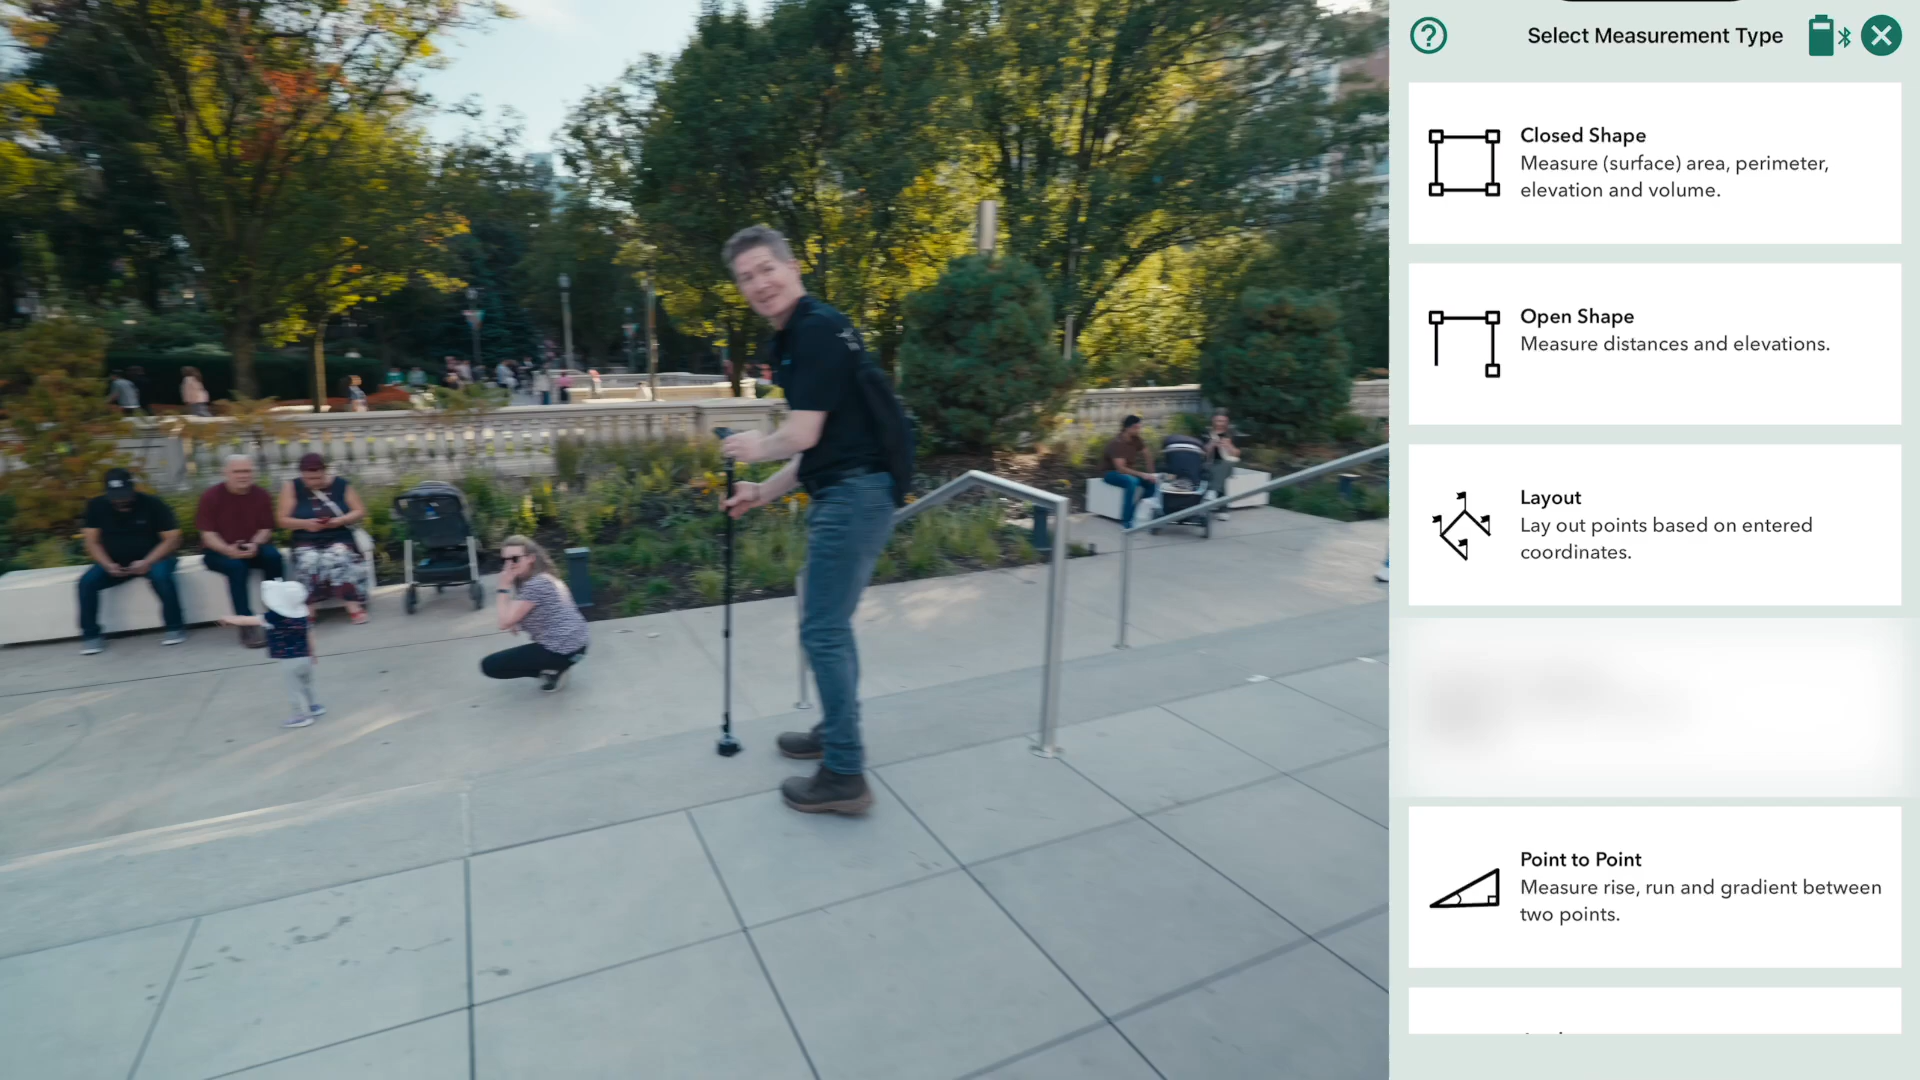 Select Measurement Type
Closed Shape
Measure (surface) area, perimeter,
elevation and volume.
Open Shape
Measure distances and elevations.
Layout
Lay out points based on entered
coordinates.
Point to Point
Measure rise, run and gradient between
two points.